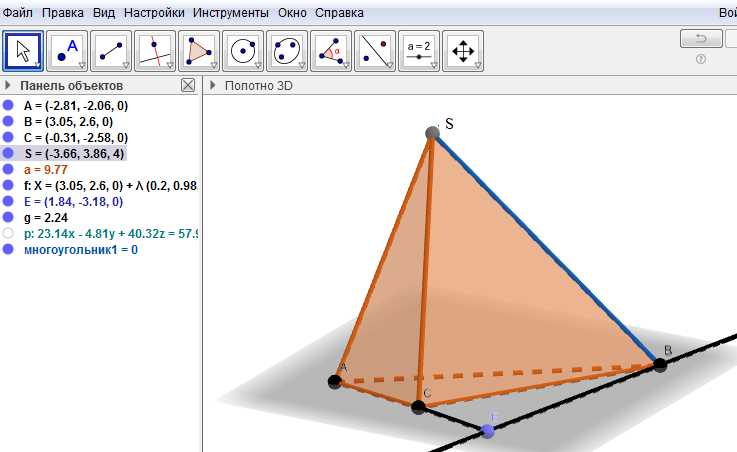 Файл Правка Вид Настройки Инструменты Окно Справка Вой
A
α
a = 2
Панель объектов
Полотно 3D
A = (-2.81, -2.06, 0)
B = (3.05, 2.6, 0)
C = (-0.31, -2.58, 0)
S = (-3.66, 3.86, 4)
a = 9.77
f: X = (3.05, 2.6, 0) + λ (0.2, 0.98
E = (1.84, -3.18, 0)
g = 2.24
p: 23.14x - 4.81y + 40.32z = 57.9
многоугольник1 = 0
S
A
B
C
E